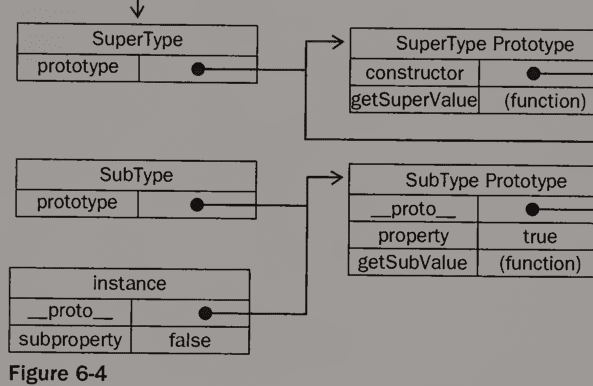 SuperType
prototype
SuperType Prototype
constructor
getSuperValue (function)
SubType
prototype
SubType Prototype
__proto__
property true
getSubValue (function)
instance
__proto__
subproperty false
Figure 6-4